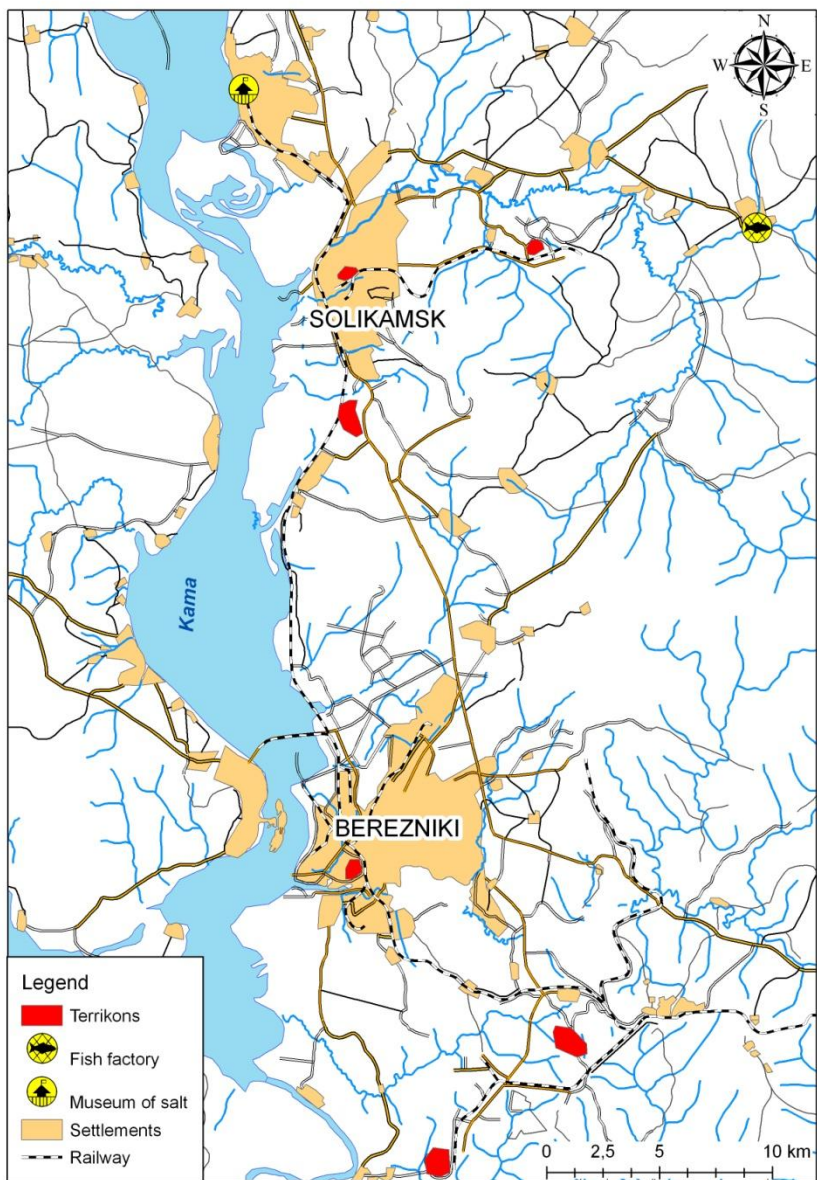 N
W E
S
SOLIKAMSK
Kama
BEREZNIKI
Legend
Terrikons
Fish factory
Museum of salt
Settlements
Railway
0 2,5 5 10 km